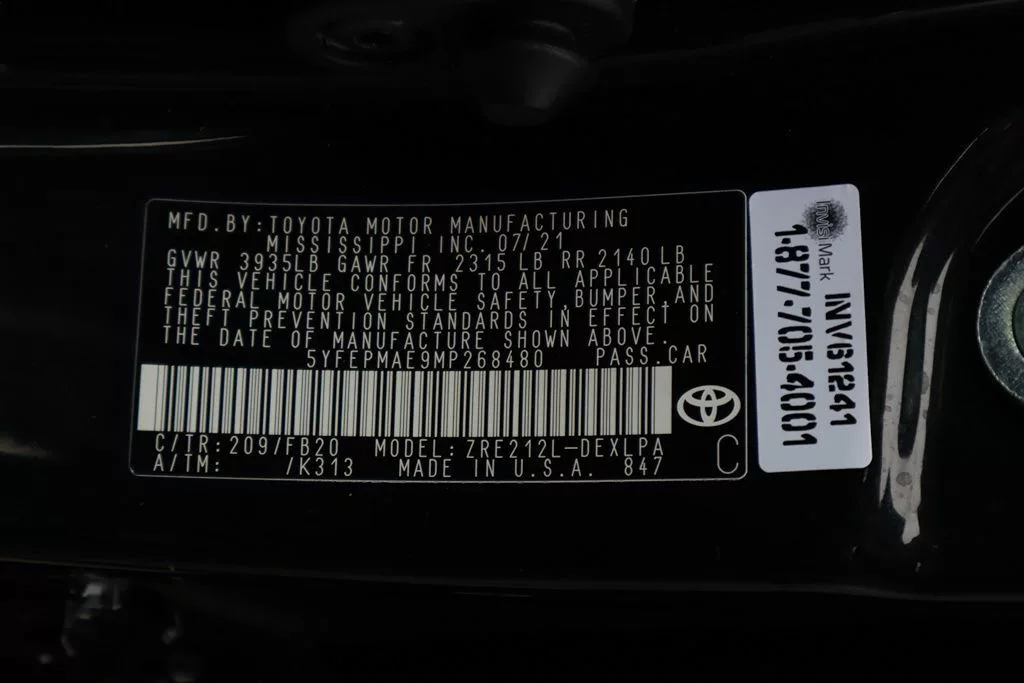 MFD.BY:TOYOTA MOTOR MANUFACTURING
MISSISSIPPI INC. 07/21
GVWR 3935LB GAWR FR 2315 LB RR 2140 LB
THIS VEHICLE CONFORMS TO ALL APPLICABLE
FEDERAL MOTOR VEHICLE SAFETY,BUMPER,AND
THEFT PREVENTION STANDARDS IN EFFECT ON
THE DATE OF MANUFACTURE SHOWN ABOVE.
5YFEPMAE9MP268480 PASS.CAR
C/TR:209/FB20 MODEL:ZRE212L-DEXLPA
A/TM: /K313 MADE IN U.S.A. 847
C
InVisiMark
INV61241
1-877-705-4001